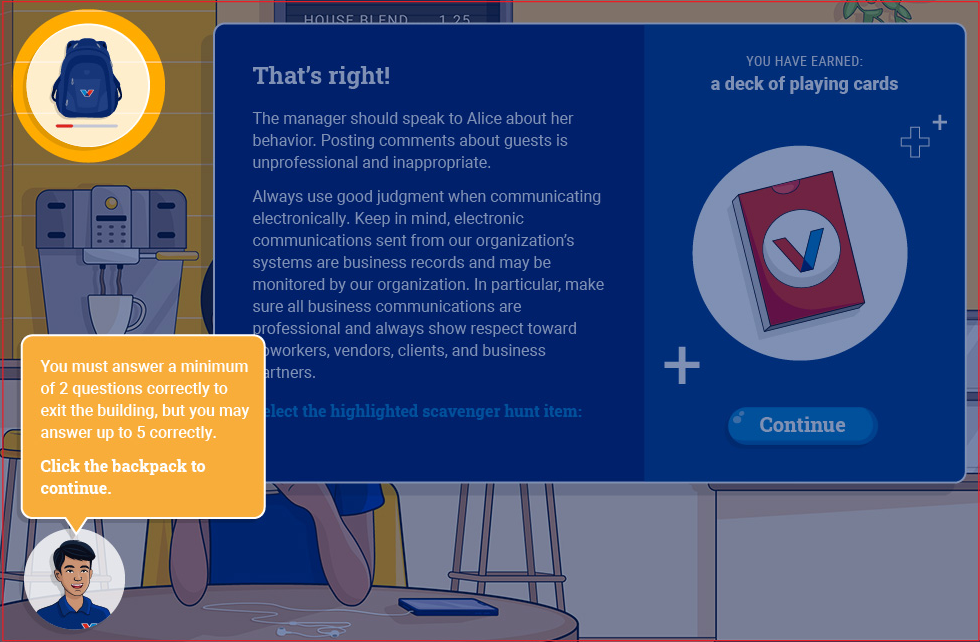 HOUSE BLEND 1.25
That's right!
The manager should speak to Alice about her
behavior. Posting comments about guests is
unprofessional and inappropriate.
Always use good judgment when communicating
electronically. Keep in mind, electronic
communications sent from our organization's
systems are business records and may be
monitored by our organization. In particular, make
sure all business communications are
professional and always show respect toward
oworkers, vendors, clients, and business
artners.
elect the highlighted scavenger hunt item:
YOU HAVE EARNED:
a deck of playing cards
Continue
You must answer a minimum
of 2 questions correctly to
exit the building, but you may
answer up to 5 correctly.
Click the backpack to
continue.